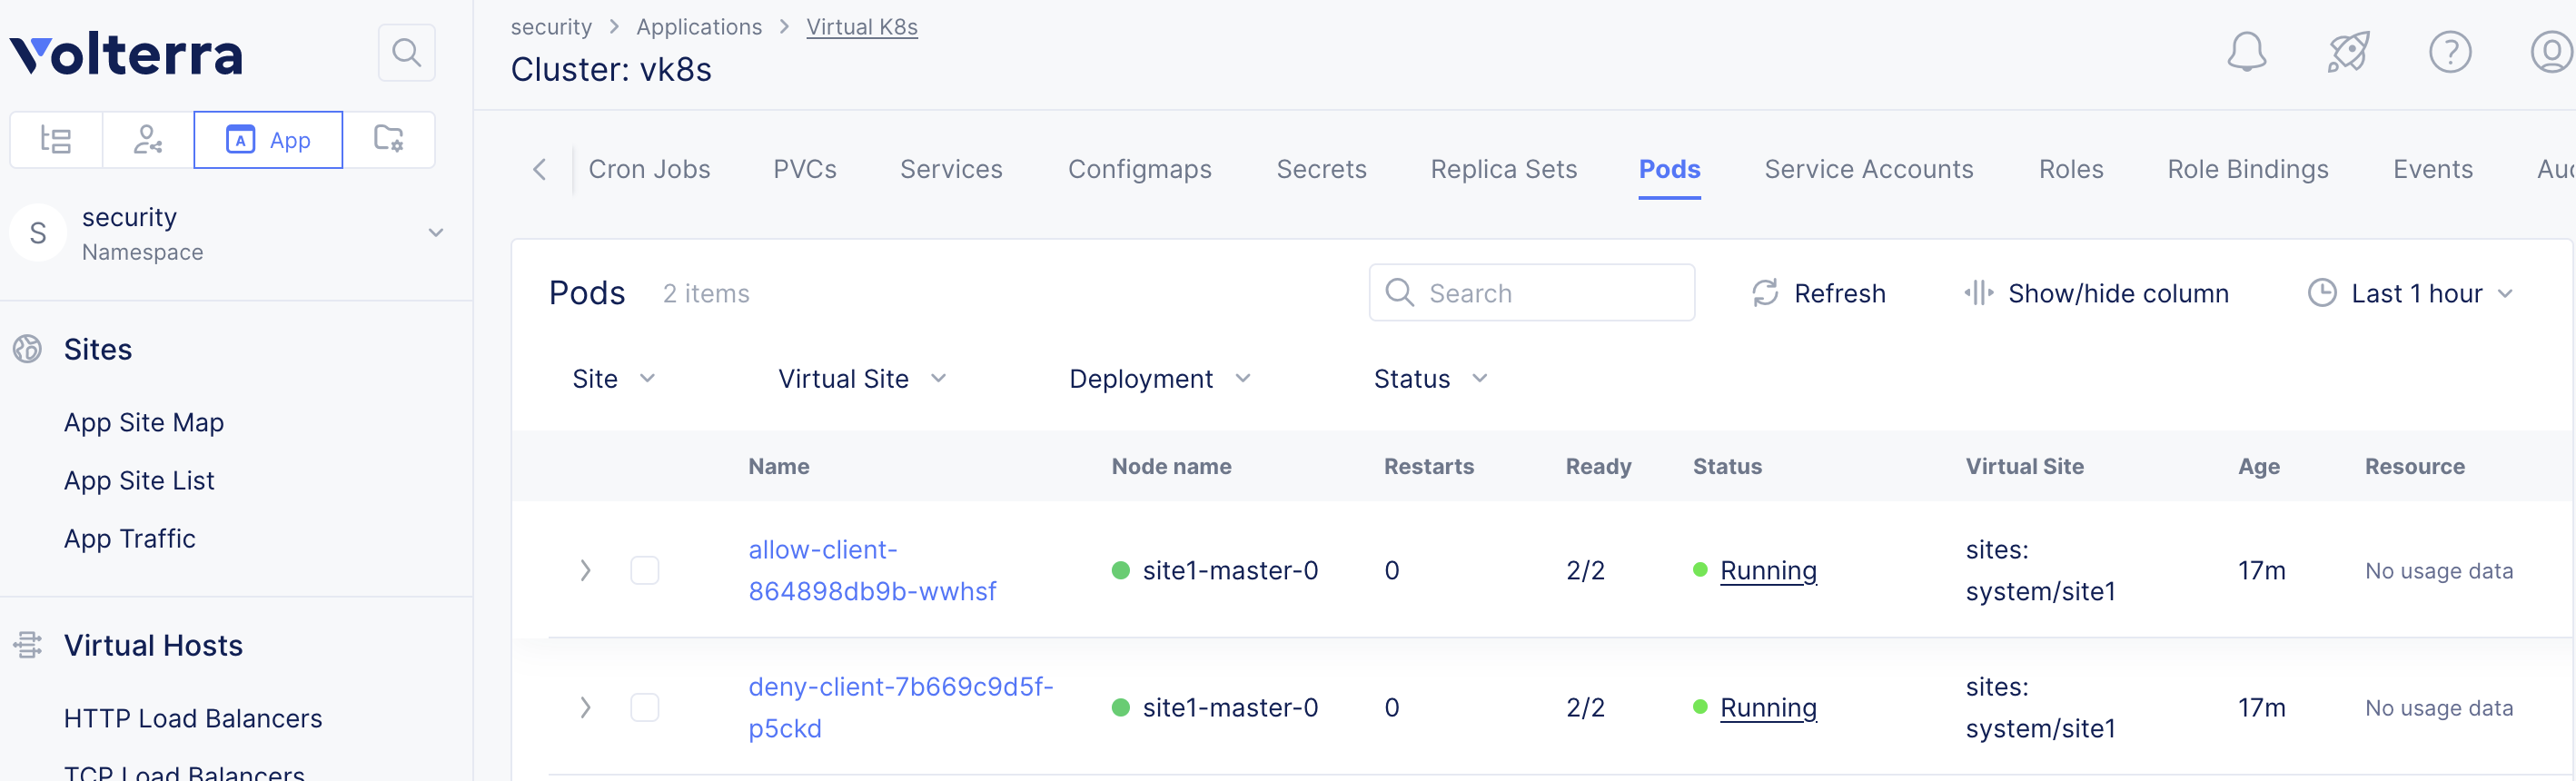 Volterra
App
S
security
Namespace
Sites
App Site Map
App Site List
App Traffic
Virtual Hosts
HTTP Load Balancers
TCP Load Balancers
security > Applications > Virtual K8s
Cluster: vk8s
Cron Jobs PVCs Services Configmaps Secrets Replica Sets Pods Service Accounts Roles Role Bindings Events
Pods 2 items Search Refresh Show/hide column Last 1 hour
Site Virtual Site Deployment Status
Name Node name Restarts Ready Status Virtual Site Age Resource
allow-client-
864898db9b-wwhsf
site1-master-0 0 2/2 Running
sites:
system/site1
17m No usage data
deny-client-7b669c9d5f-
p5ckd
site1-master-0 0 2/2 Running
sites:
system/site1
17m No usage data